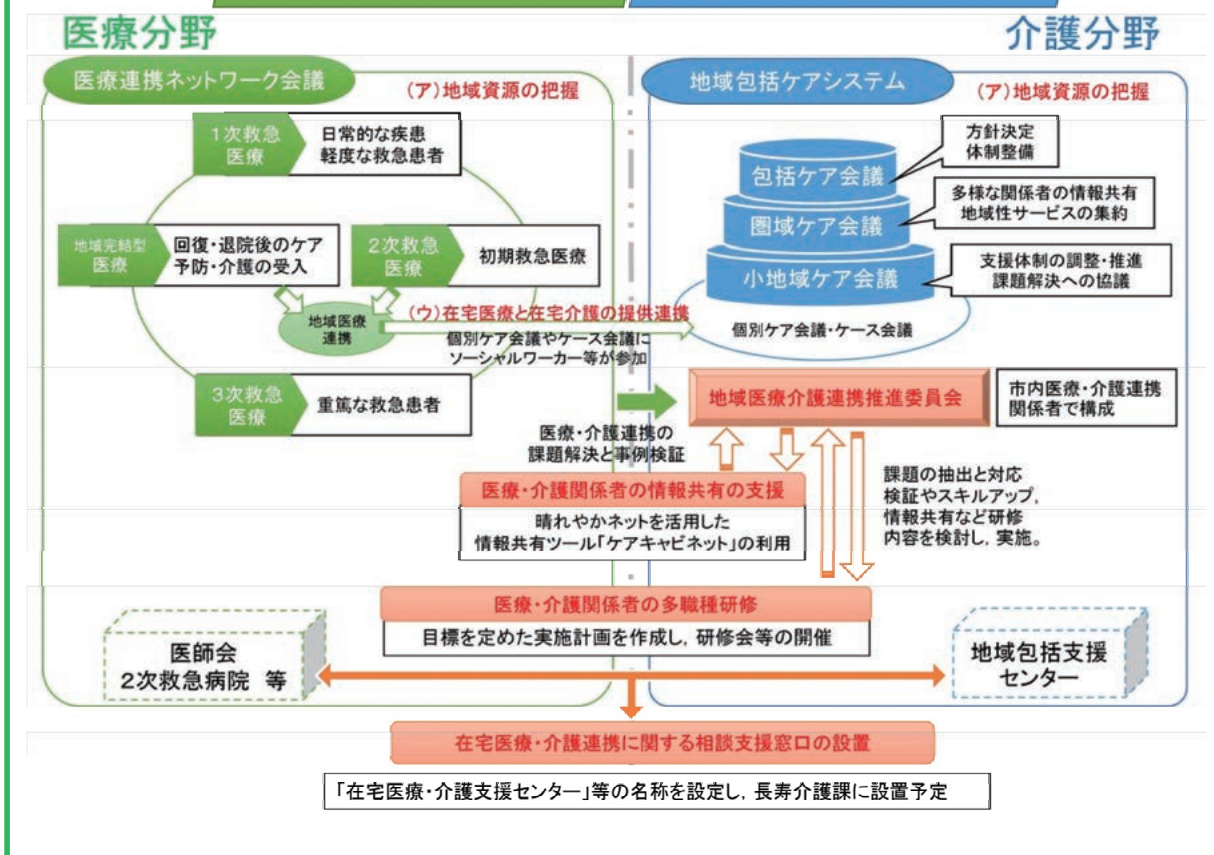 医療分野
介護分野
医療連携ネットワーク会議
(ア)地域資源の把握
1次救急
医療
日常的な疾患
軽度な救急患者
地域完結型
医療
回復・退院後のケア
予防・介護の受入
2次救急
医療
初期救急医療
地域医療
連携
(ウ)在宅医療と在宅介護の提供連携
個別ケア会議やケース会議に
ソーシャルワーカー等が参加
3次救急
医療
重篤な救急患者
地域包括ケアシステム
(ア)地域資源の把握
包括ケア会議
方針決定
体制整備
圏域ケア会議
多様な関係者の情報共有
地域性サービスの集約
小地域ケア会議
支援体制の調整・推進
課題解決への協議
個別ケア会議・ケース会議
地域医療介護連携推進委員会
市内医療・介護連携
関係者で構成
医療・介護連携の
課題解決と事例検証
医療・介護関係者の情報共有の支援
晴れやかネットを活用した
情報共有ツール「ケアキャビネット」の利用
課題の抽出と対応
検証やスキルアップ,
情報共有など研修
内容を検討し, 実施。
医療・介護関係者の多職種研修
目標を定めた実施計画を作成し, 研修会等の開催
医師会
2次救急病院 等
地域包括支援
センター
在宅医療・介護連携に関する相談支援窓口の設置
「在宅医療・介護支援センター」等の名称を設定し, 長寿介護課に設置予定